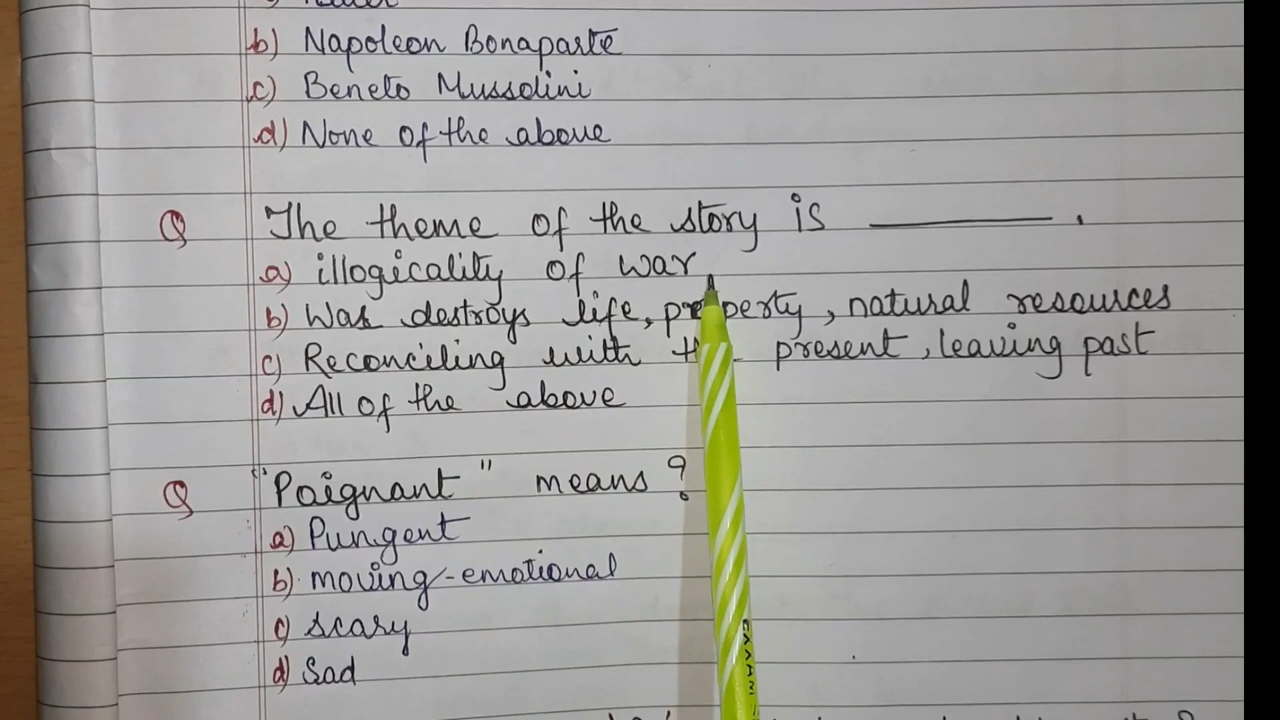 b) Napoleon Bonaparte
c) Beneto Mussolini
d) None of the above
Q The theme of the story is ______ .
a) illogicality of war
b) War destroys life, property, natural resources
c) Reconciling with the present, leaving past
d) All of the above
Q "Poignant" means?
a) Pungent
b) moving-emotional
c) scary
d) Sad